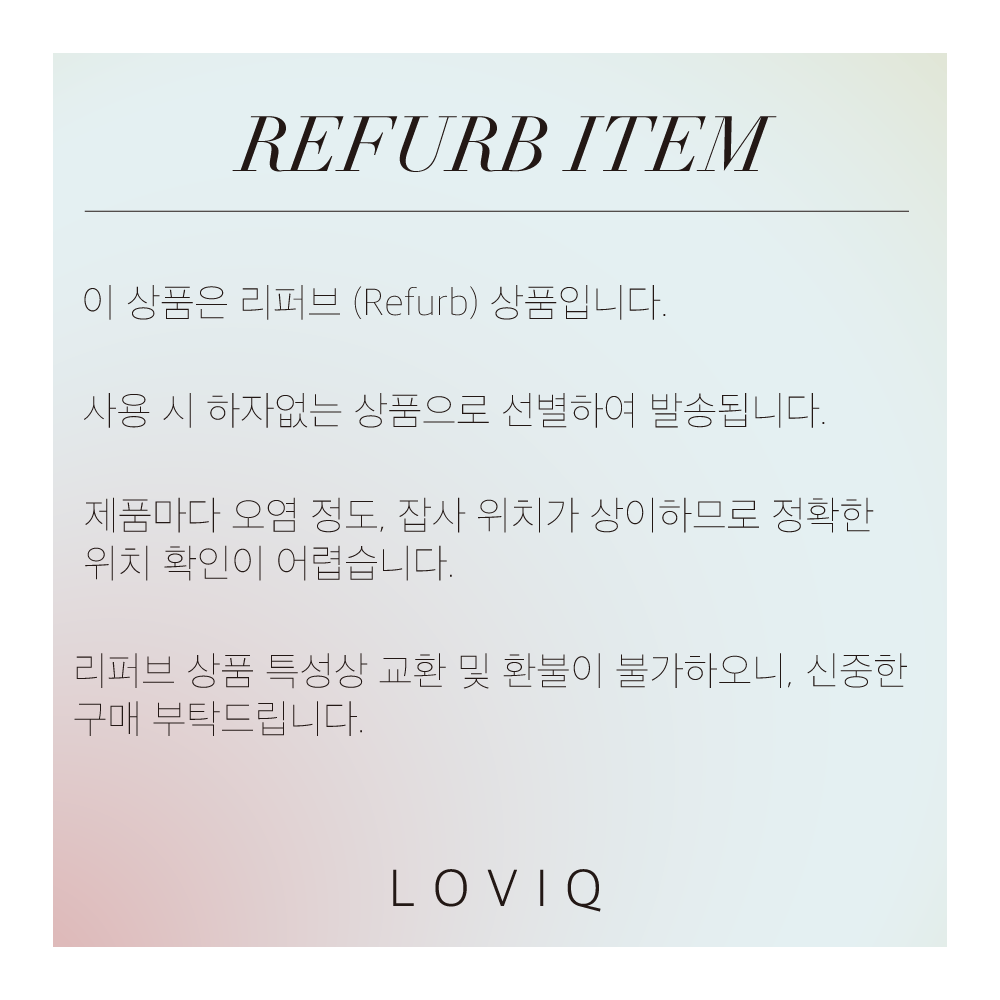 REFURB ITEM
이 상품은 리퍼브 (Refurb) 상품입니다.
사용 시 하자없는 상품으로 선별하여 발송됩니다.
제품마다 오염 정도, 잡사 위치가 상이하므로 정확한
위치 확인이 어렵습니다.
리퍼브 상품 특성상 교환 및 환불이 불가하오니, 신중한
구매 부탁드립니다.
LOVIQ